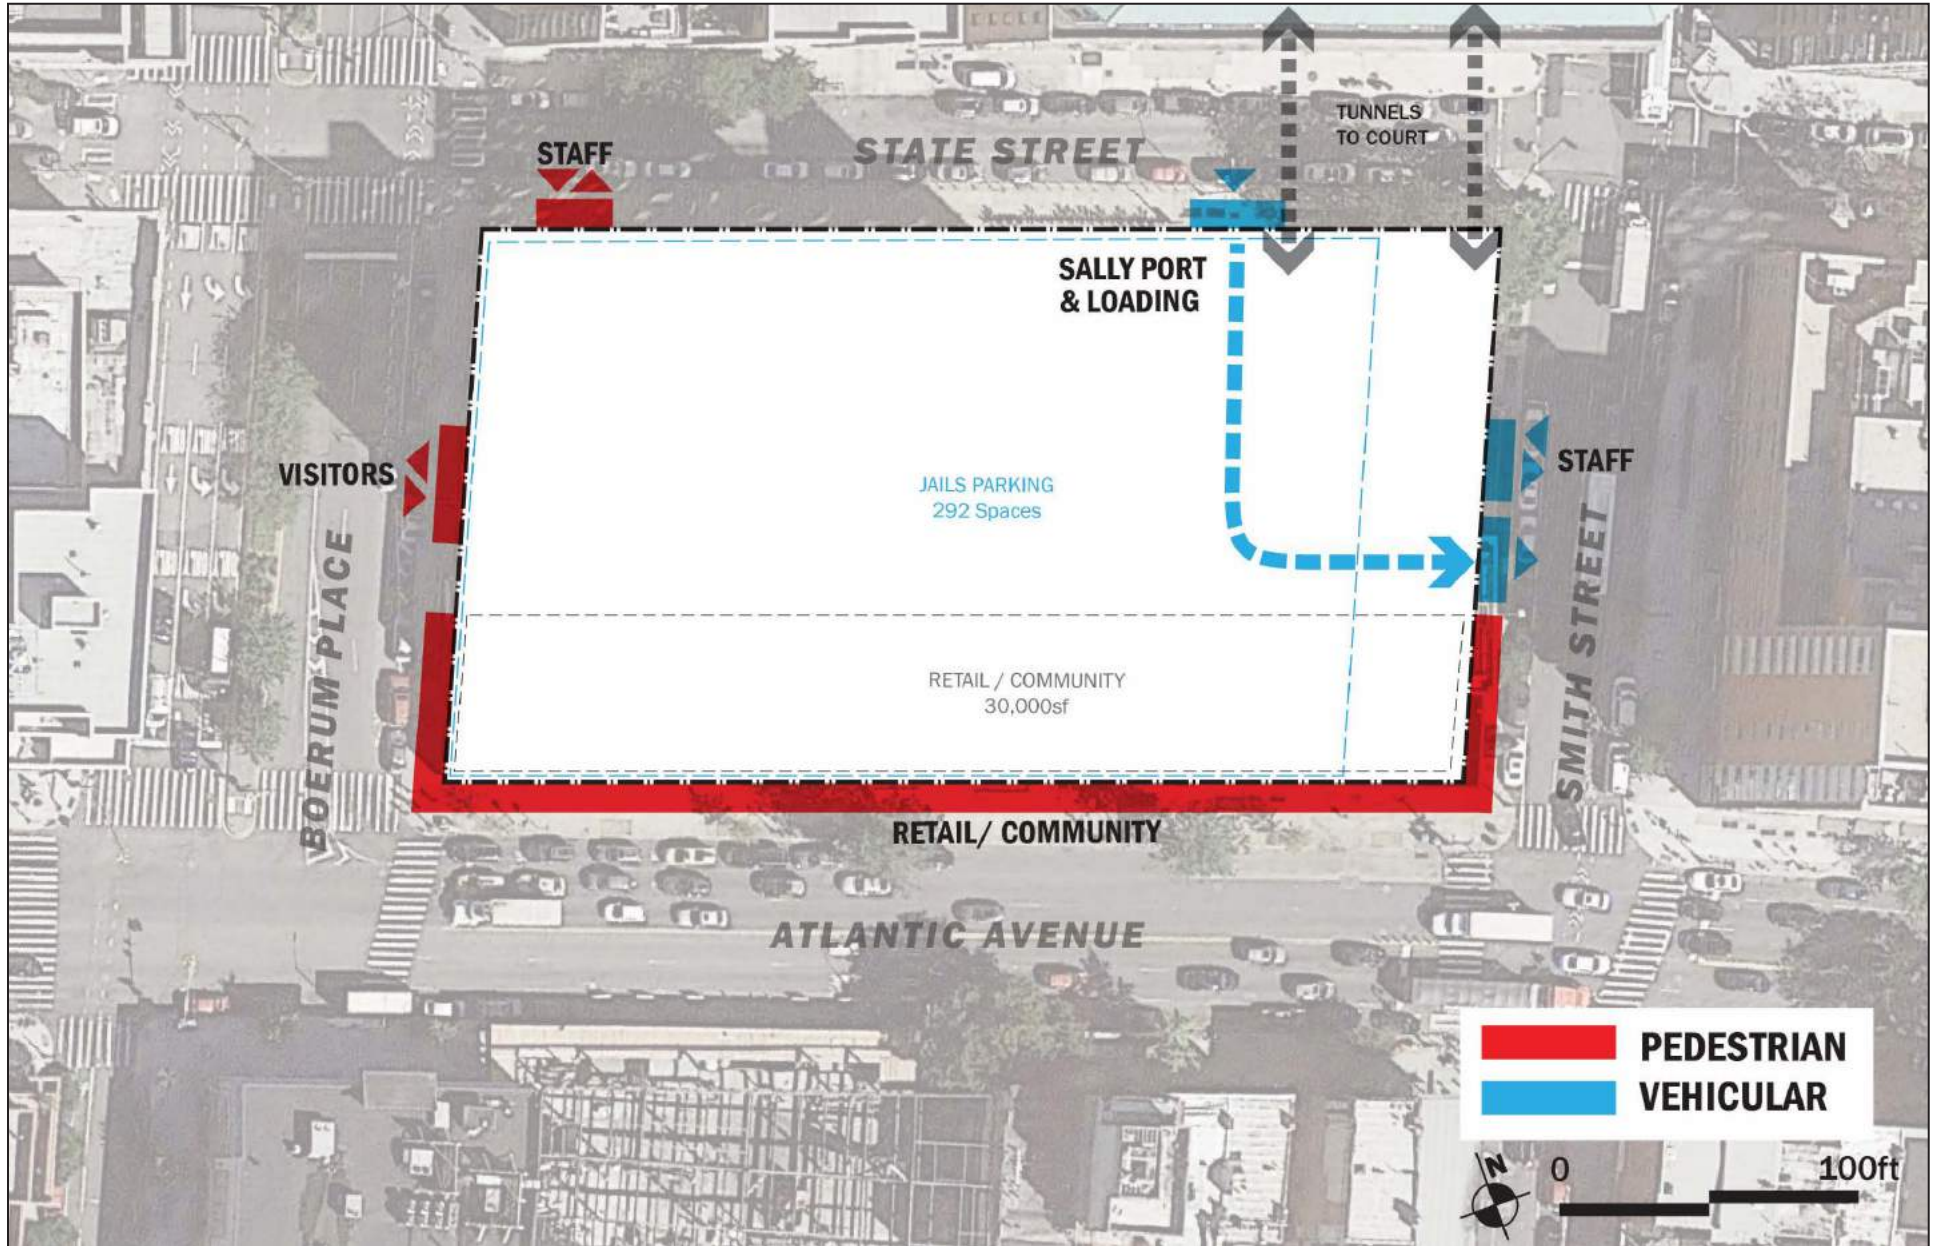 TUNNELS
TO COURT
STAFF
STATE STREET
SALLY PORT
& LOADING
VISITORS
STAFF
JAILS PARKING
292 Spaces
BOERUM PLACE
SMITH STREET
RETAIL / COMMUNITY
30,000sf
RETAIL/ COMMUNITY
ATLANTIC AVENUE
PEDESTRIAN
VEHICULAR
N
0
100ft